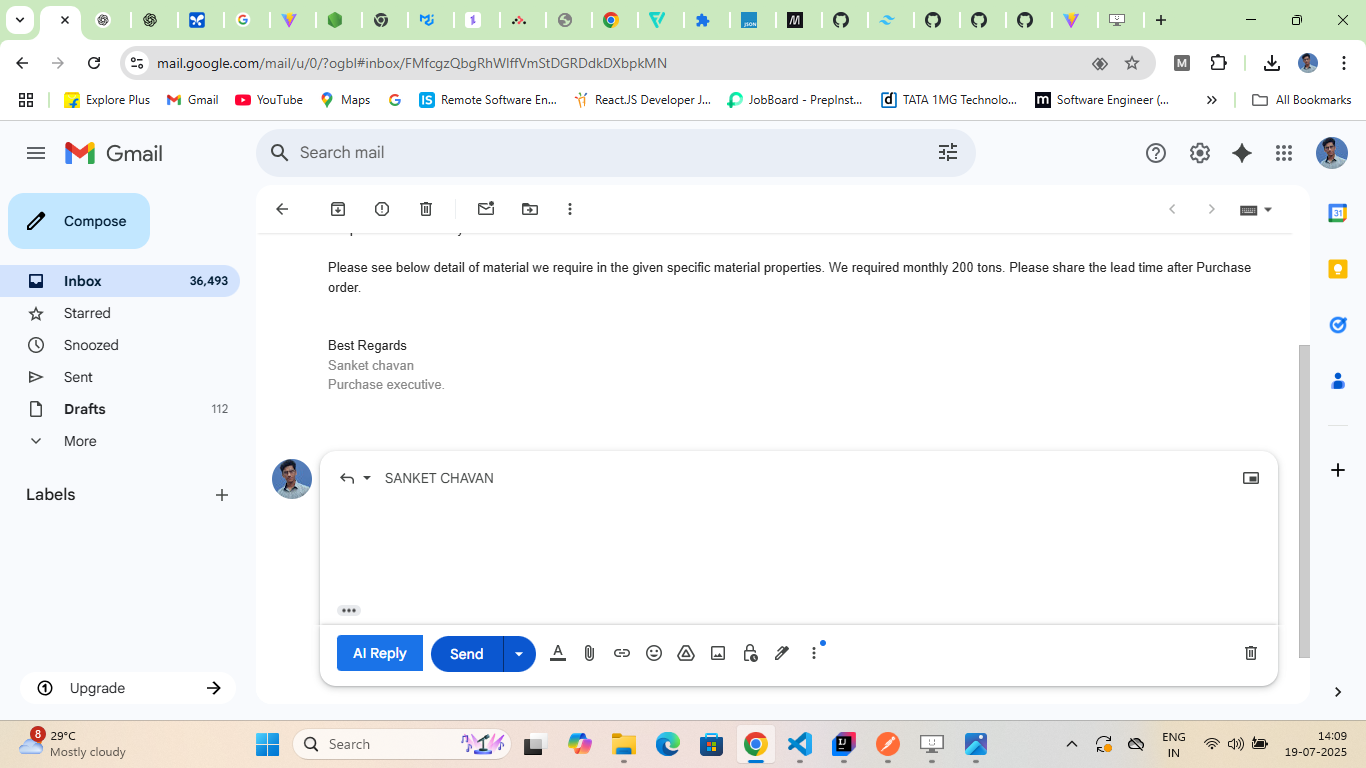 mail.google.com/mail/u/0/?ogbl#inbox/FMfcgzQbgRhWlffVmStDGRDdkDXbpkMN
Explore Plus
Gmail
YouTube
Maps
Remote Software En...
React.JS Developer J...
JobBoard - PrepInst...
TATA 1MG Technolo...
Software Engineer (...
All Bookmarks
Gmail
Search mail
Compose
Inbox 36,493
Starred
Snoozed
Sent
Drafts 112
More
Labels
Upgrade
Please see below detail of material we require in the given specific material properties. We required monthly 200 tons. Please share the lead time after Purchase
order.
Best Regards
Sanket chavan
Purchase executive.
SANKET CHAVAN
AI Reply
Send
8
29°C
Mostly cloudy
Search
ENG
IN
14:09
19-07-2025